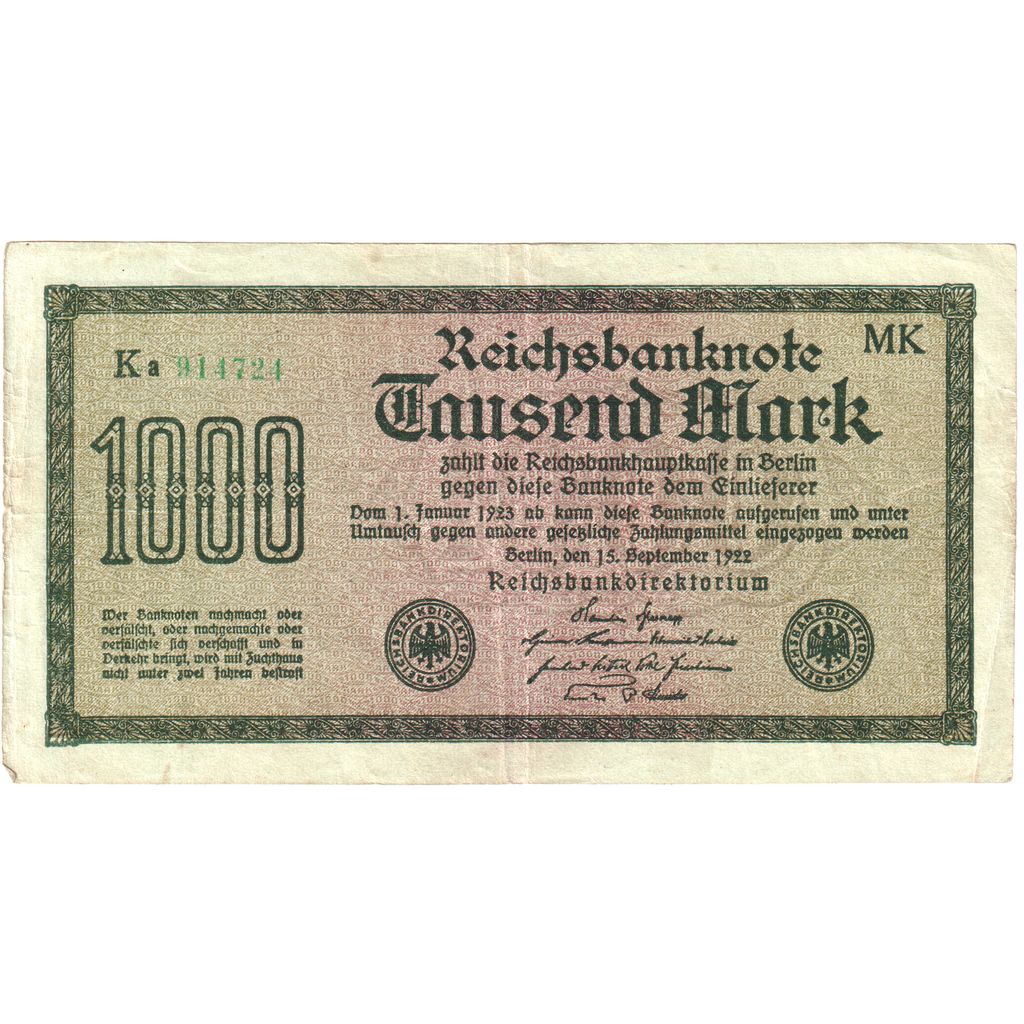 Ka 914724
MK
1000
Reichsbanknote
Tausend Mark
zahlt die Reichsbankhauptkasse in Berlin
gegen diese Banknote dem Einlieferer
Vom 1. Januar 1923 ab kann diese Banknote aufgerufen und unter
Umtausch gegen andere gesetzliche Zahlungsmittel eingezogen werden
Berlin, den 15. September 1922
Reichsbankdirektorium
Wer Banknoten nachmacht oder
verfälscht, oder nachgemachte oder
verfälschte sich verschafft und in
Verkehr bringt, wird mit Zuchthaus
nicht unter zwei Jahren bestraft
REICHSBANKDIREKTORIUM
REICHSBANKDIREKTORIUM